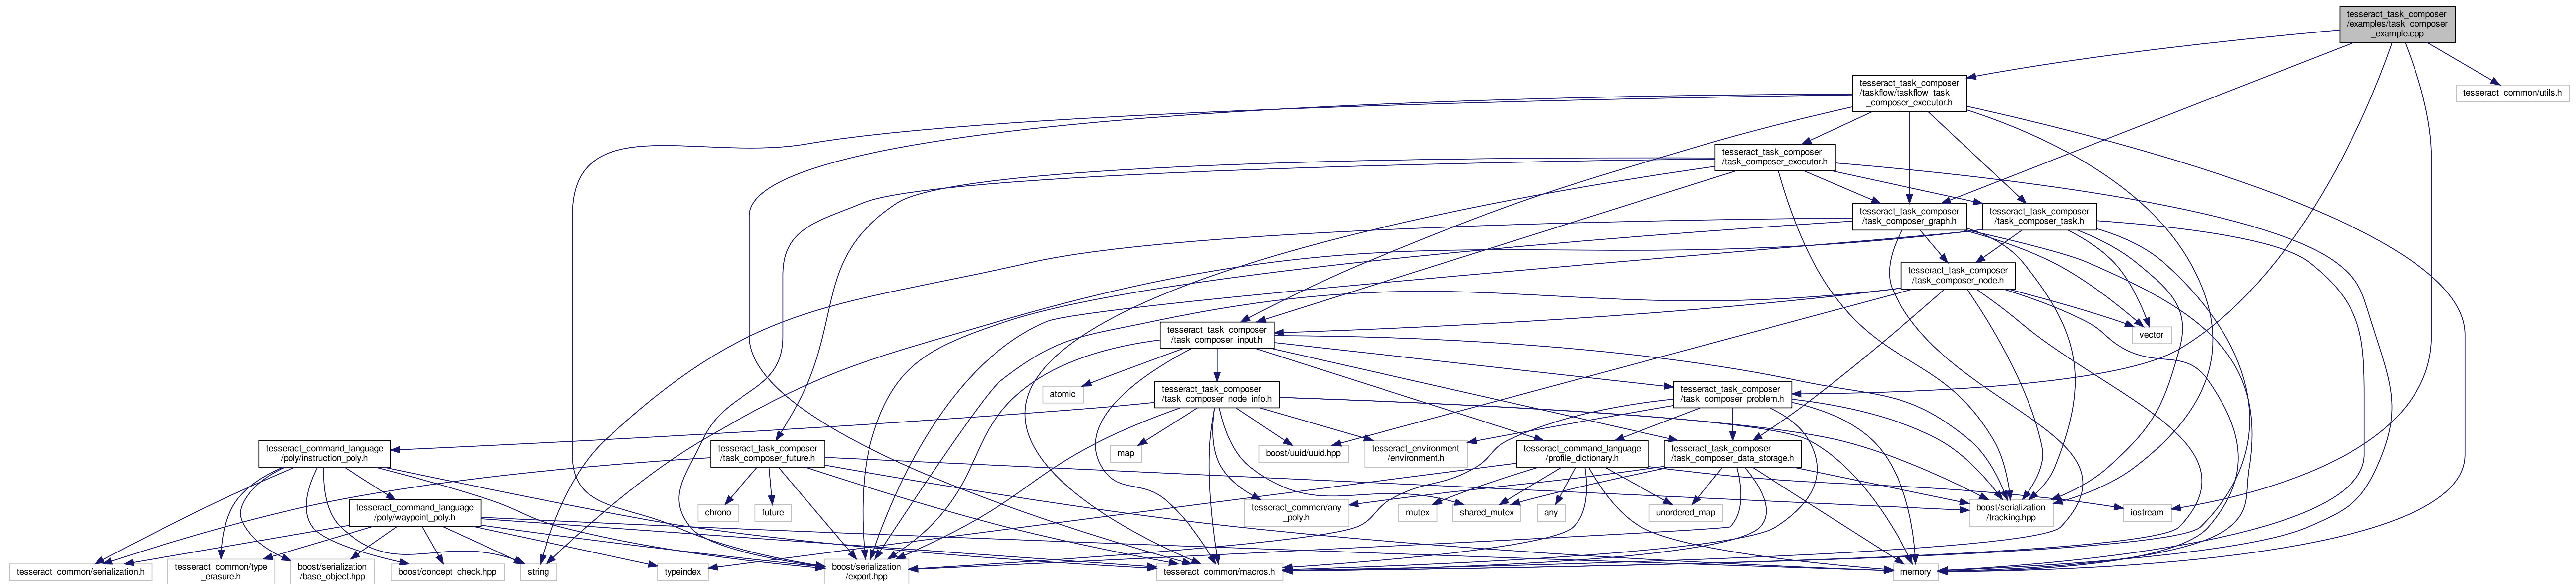 tesseract_task_composer
/examples/task_composer
_example.cpp
tesseract_task_composer
/taskflow/taskflow_task
_composer_executor.h
tesseract_common/utils.h
tesseract_task_composer
/task_composer_executor.h
tesseract_task_composer
/task_composer_graph.h
tesseract_task_composer
/task_composer_task.h
tesseract_task_composer
/task_composer_node.h
tesseract_task_composer
/task_composer_input.h
vector
atomic
tesseract_task_composer
/task_composer_node_info.h
tesseract_task_composer
/task_composer_problem.h
tesseract_command_language
/poly/instruction_poly.h
tesseract_task_composer
/task_composer_future.h
map
boost/uuid/uuid.hpp
tesseract_environment
/environment.h
tesseract_command_language
/profile_dictionary.h
tesseract_task_composer
/task_composer_data_storage.h
tesseract_command_language
/poly/waypoint_poly.h
chrono
future
tesseract_common/any
_poly.h
mutex
shared_mutex
any
unordered_map
boost/serialization
/tracking.hpp
iostream
tesseract_common/serialization.h
tesseract_common/type
_erasure.h
boost/serialization
/base_object.hpp
boost/concept_check.hpp
string
typeindex
boost/serialization
/export.hpp
tesseract_common/macros.h
memory